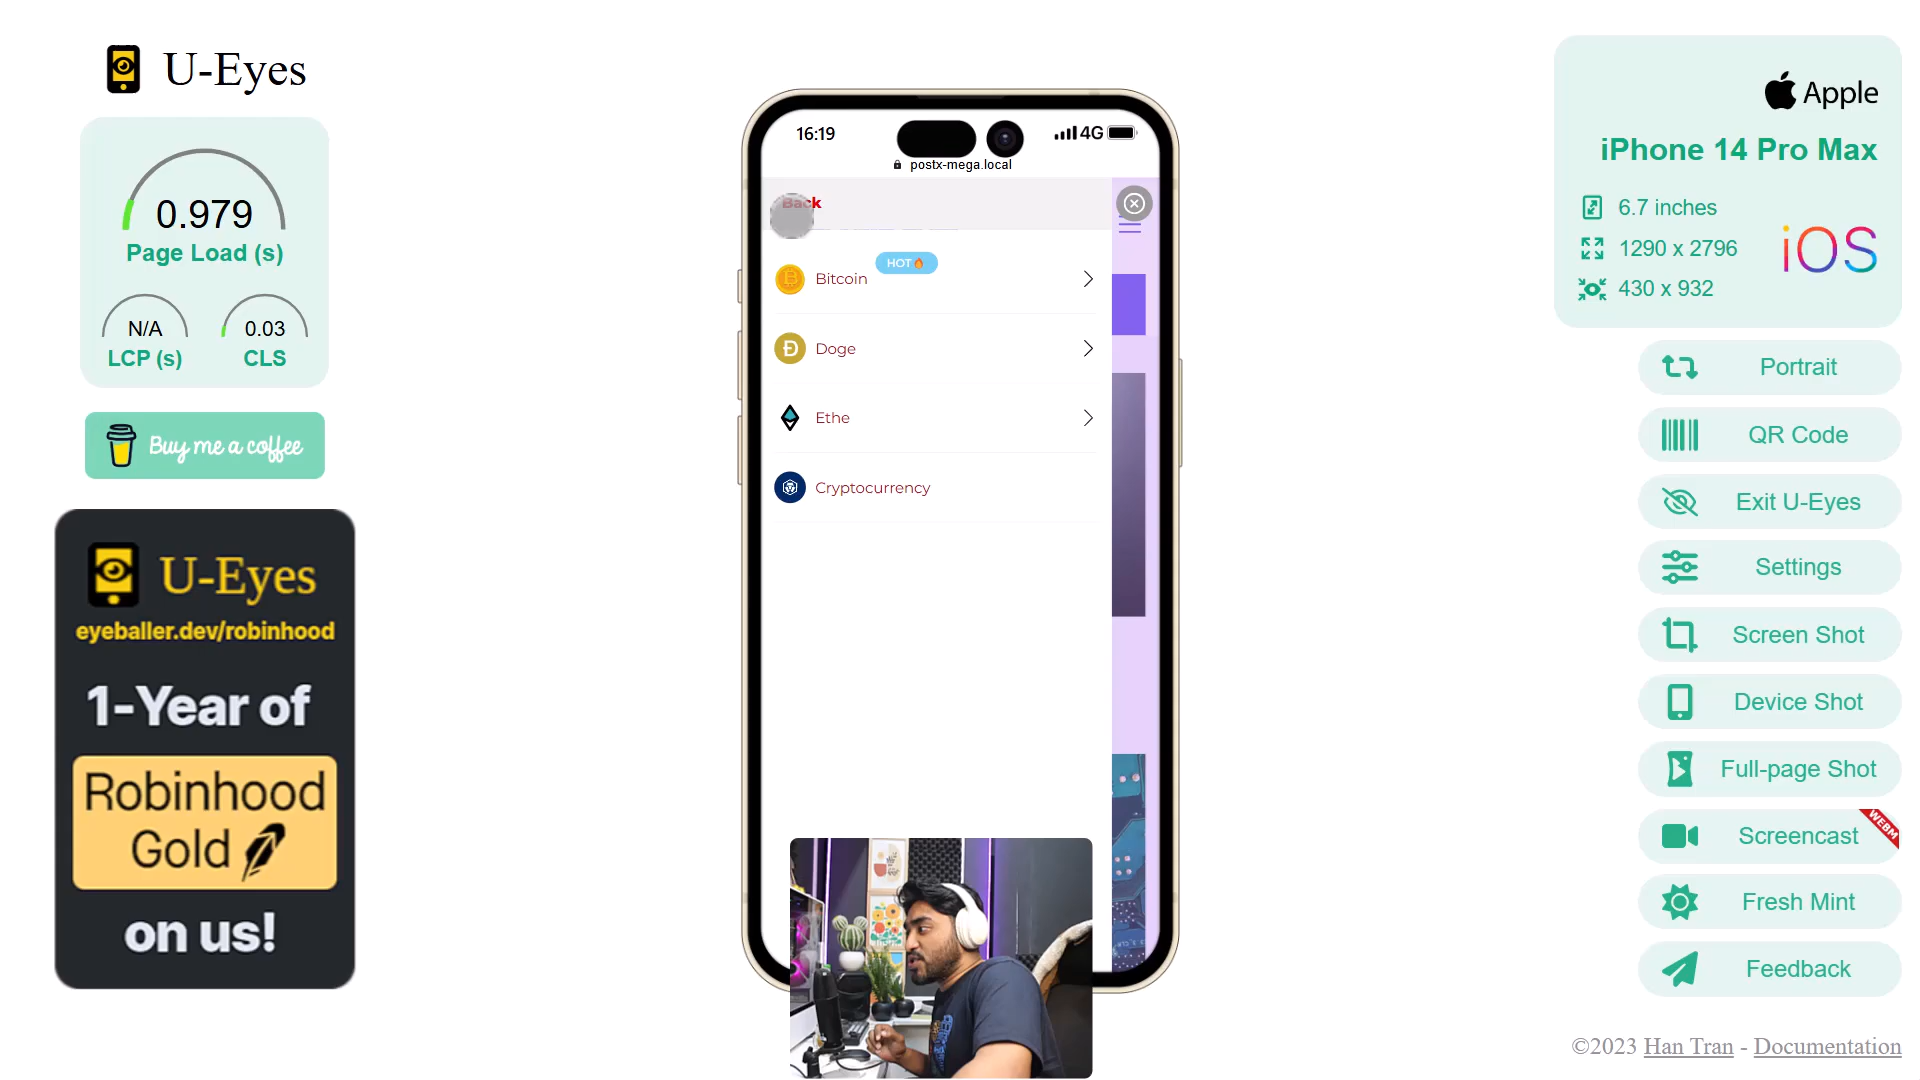 U-Eyes
0.979
Page Load (s)
N/A
LCP (s)
0.03
CLS
Buy me a coffee
U-Eyes
eyeballer.dev/robinhood
1-Year of
Robinhood
Gold
on us!
16:19
4G
postx-mega.local
Back
Bitcoin
HOT
Doge
Ethe
Cryptocurrency
Apple
iPhone 14 Pro Max
6.7 inches
1290 x 2796
430 x 932
iOS
Portrait
QR Code
Exit U-Eyes
Settings
Screen Shot
Device Shot
Full-page Shot
Screencast
WEBM
Fresh Mint
Feedback
©2023 Han Tran - Documentation